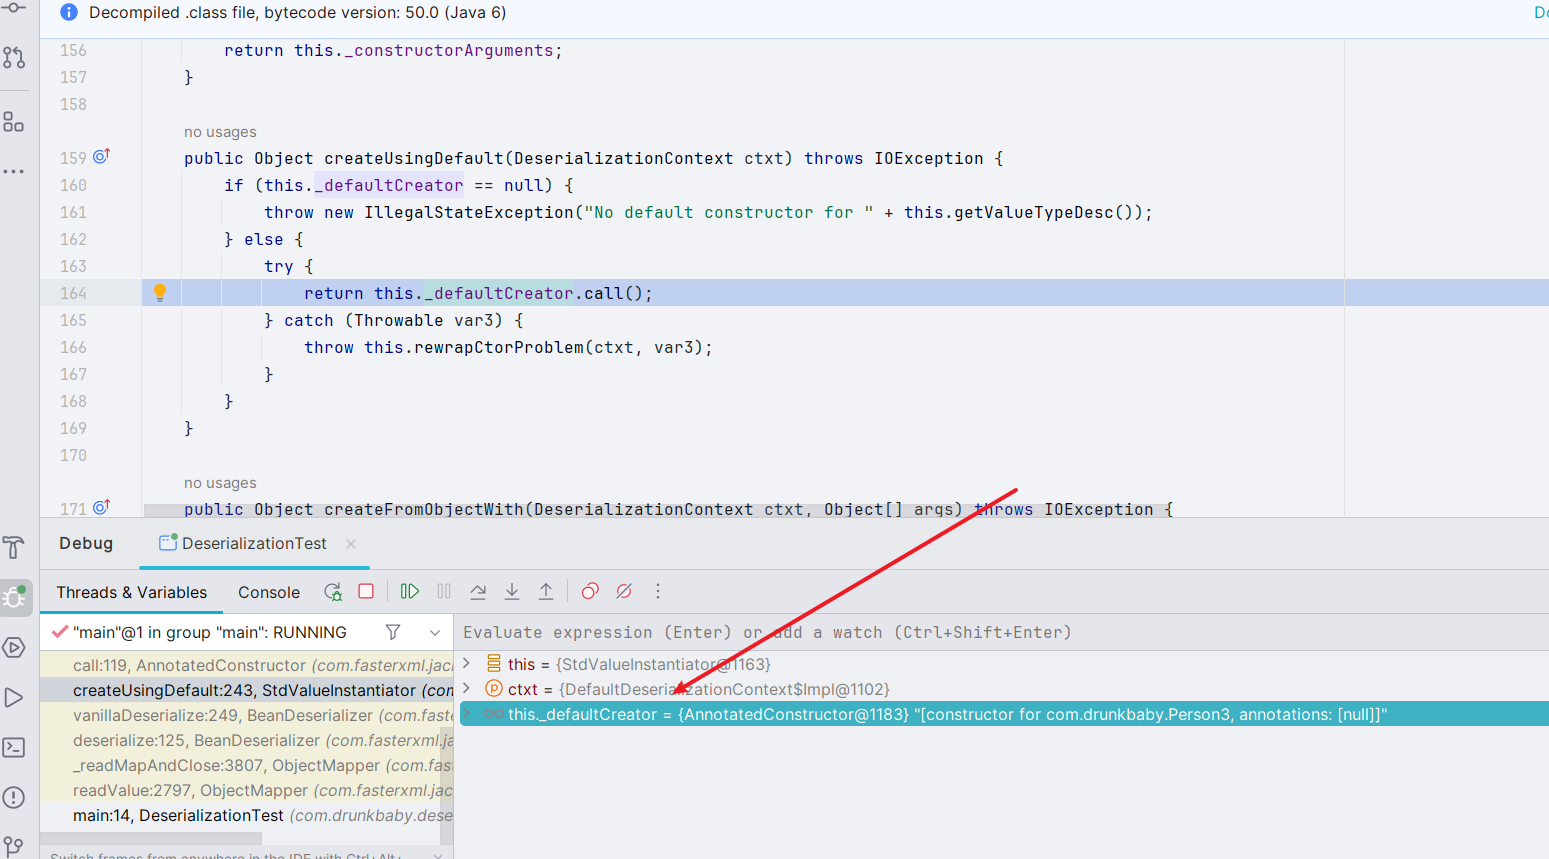 Decompiled .class file, bytecode version: 50.0 (Java 6)
156 return this._constructorArguments;
157 }
158
no usages
159 public Object createUsingDefault(DeserializationContext ctxt) throws IOException {
160 if (this._defaultCreator == null) {
161 throw new IllegalStateException("No default constructor for " + this.getValueTypeDesc());
162 } else {
163 try {
164 return this._defaultCreator.call();
165 } catch (Throwable var3) {
166 throw this.rewrapCtorProblem(ctxt, var3);
167 }
168 }
169 }
170
no usages
171 public Object createFromObjectWith(DeserializationContext ctxt, Object[] args) throws IOException {
Debug DeserializationTest
Threads & Variables Console
"main"@1 in group "main": RUNNING
Evaluate expression (Enter) or add a watch (Ctrl+Shift+Enter)
call:119, AnnotatedConstructor (com.fasterxml.jac
createUsingDefault:243, StdValueInstantiator (com
vanillaDeserialize:249, BeanDeserializer (com.faste
deserialize:125, BeanDeserializer (com.fasterxml.ja
_readMapAndClose:3807, ObjectMapper (com.fas
readValue:2797, ObjectMapper (com.fasterxml.jac
main:14, DeserializationTest (com.drunkbaby.dese
this = {StdValueInstantiator@1163}
ctxt = {DefaultDeserializationContext$Impl@1102}
this._defaultCreator = {AnnotatedConstructor@1183} "[constructor for com.drunkbaby.Person3, annotations: [null]]"
Switch frames from anywhere in the IDE with Ctrl+Alt+